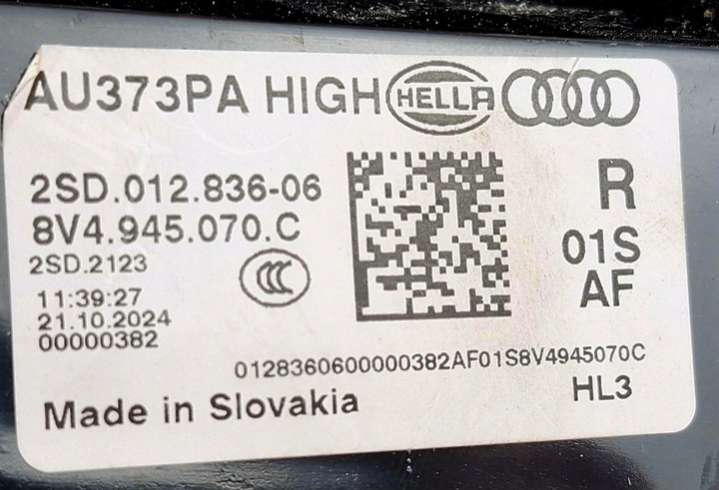 AU373PA HIGH HELLA
2SD.012.836-06
8V4.945.070.C
2SD.2123
CCC
11:39:27
21.10.2024
00000382
R
01S
AF
0128360600000382AF01S8V4945070C
Made in Slovakia
HL3